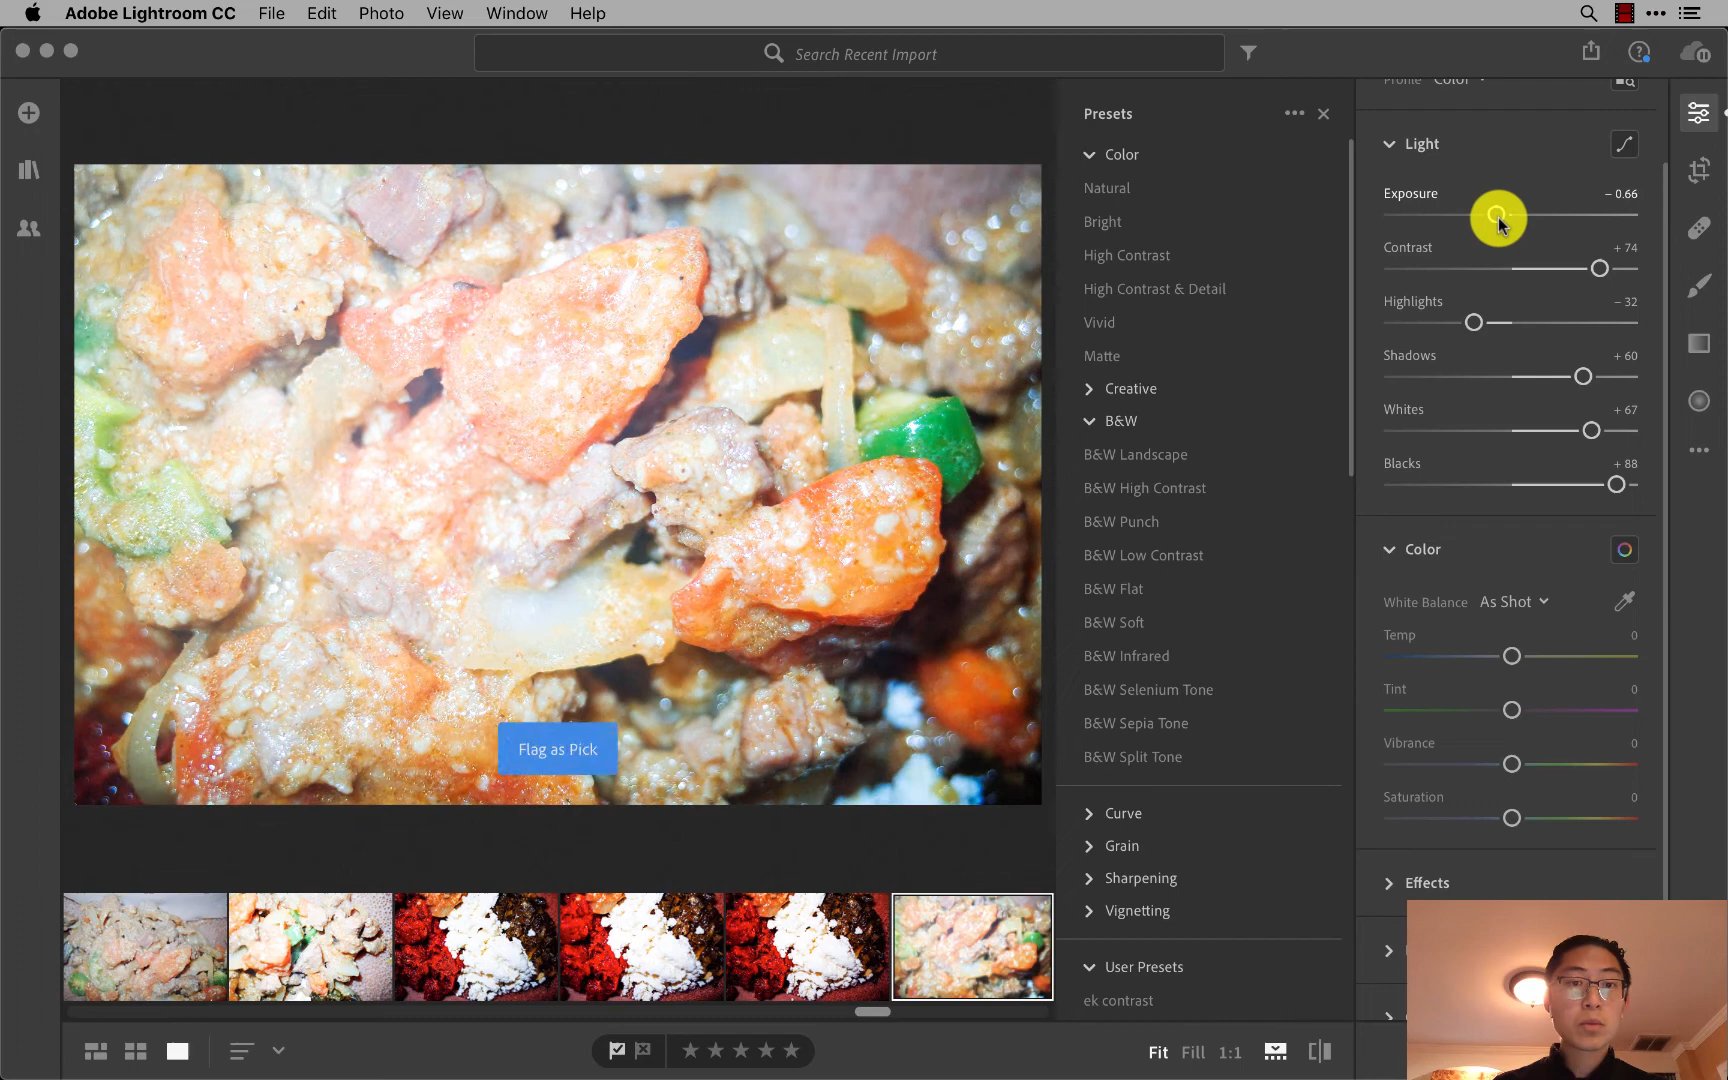 Adobe Lightroom CC File Edit Photo View Window Help
Search Recent Import
Profile Color
Presets
Color
Natural
Bright
High Contrast
High Contrast & Detail
Vivid
Matte
Creative
B&W
B&W Landscape
B&W High Contrast
B&W Punch
B&W Low Contrast
B&W Flat
B&W Soft
B&W Infrared
B&W Selenium Tone
B&W Sepia Tone
B&W Split Tone
Curve
Grain
Sharpening
Vignetting
User Presets
ek contrast
Light
Exposure – 0.66
Contrast + 74
Highlights – 32
Shadows + 60
Whites + 67
Blacks + 88
Color
White Balance As Shot
Temp 0
Tint 0
Vibrance 0
Saturation 0
Effects
Flag as Pick
Fit Fill 1:1